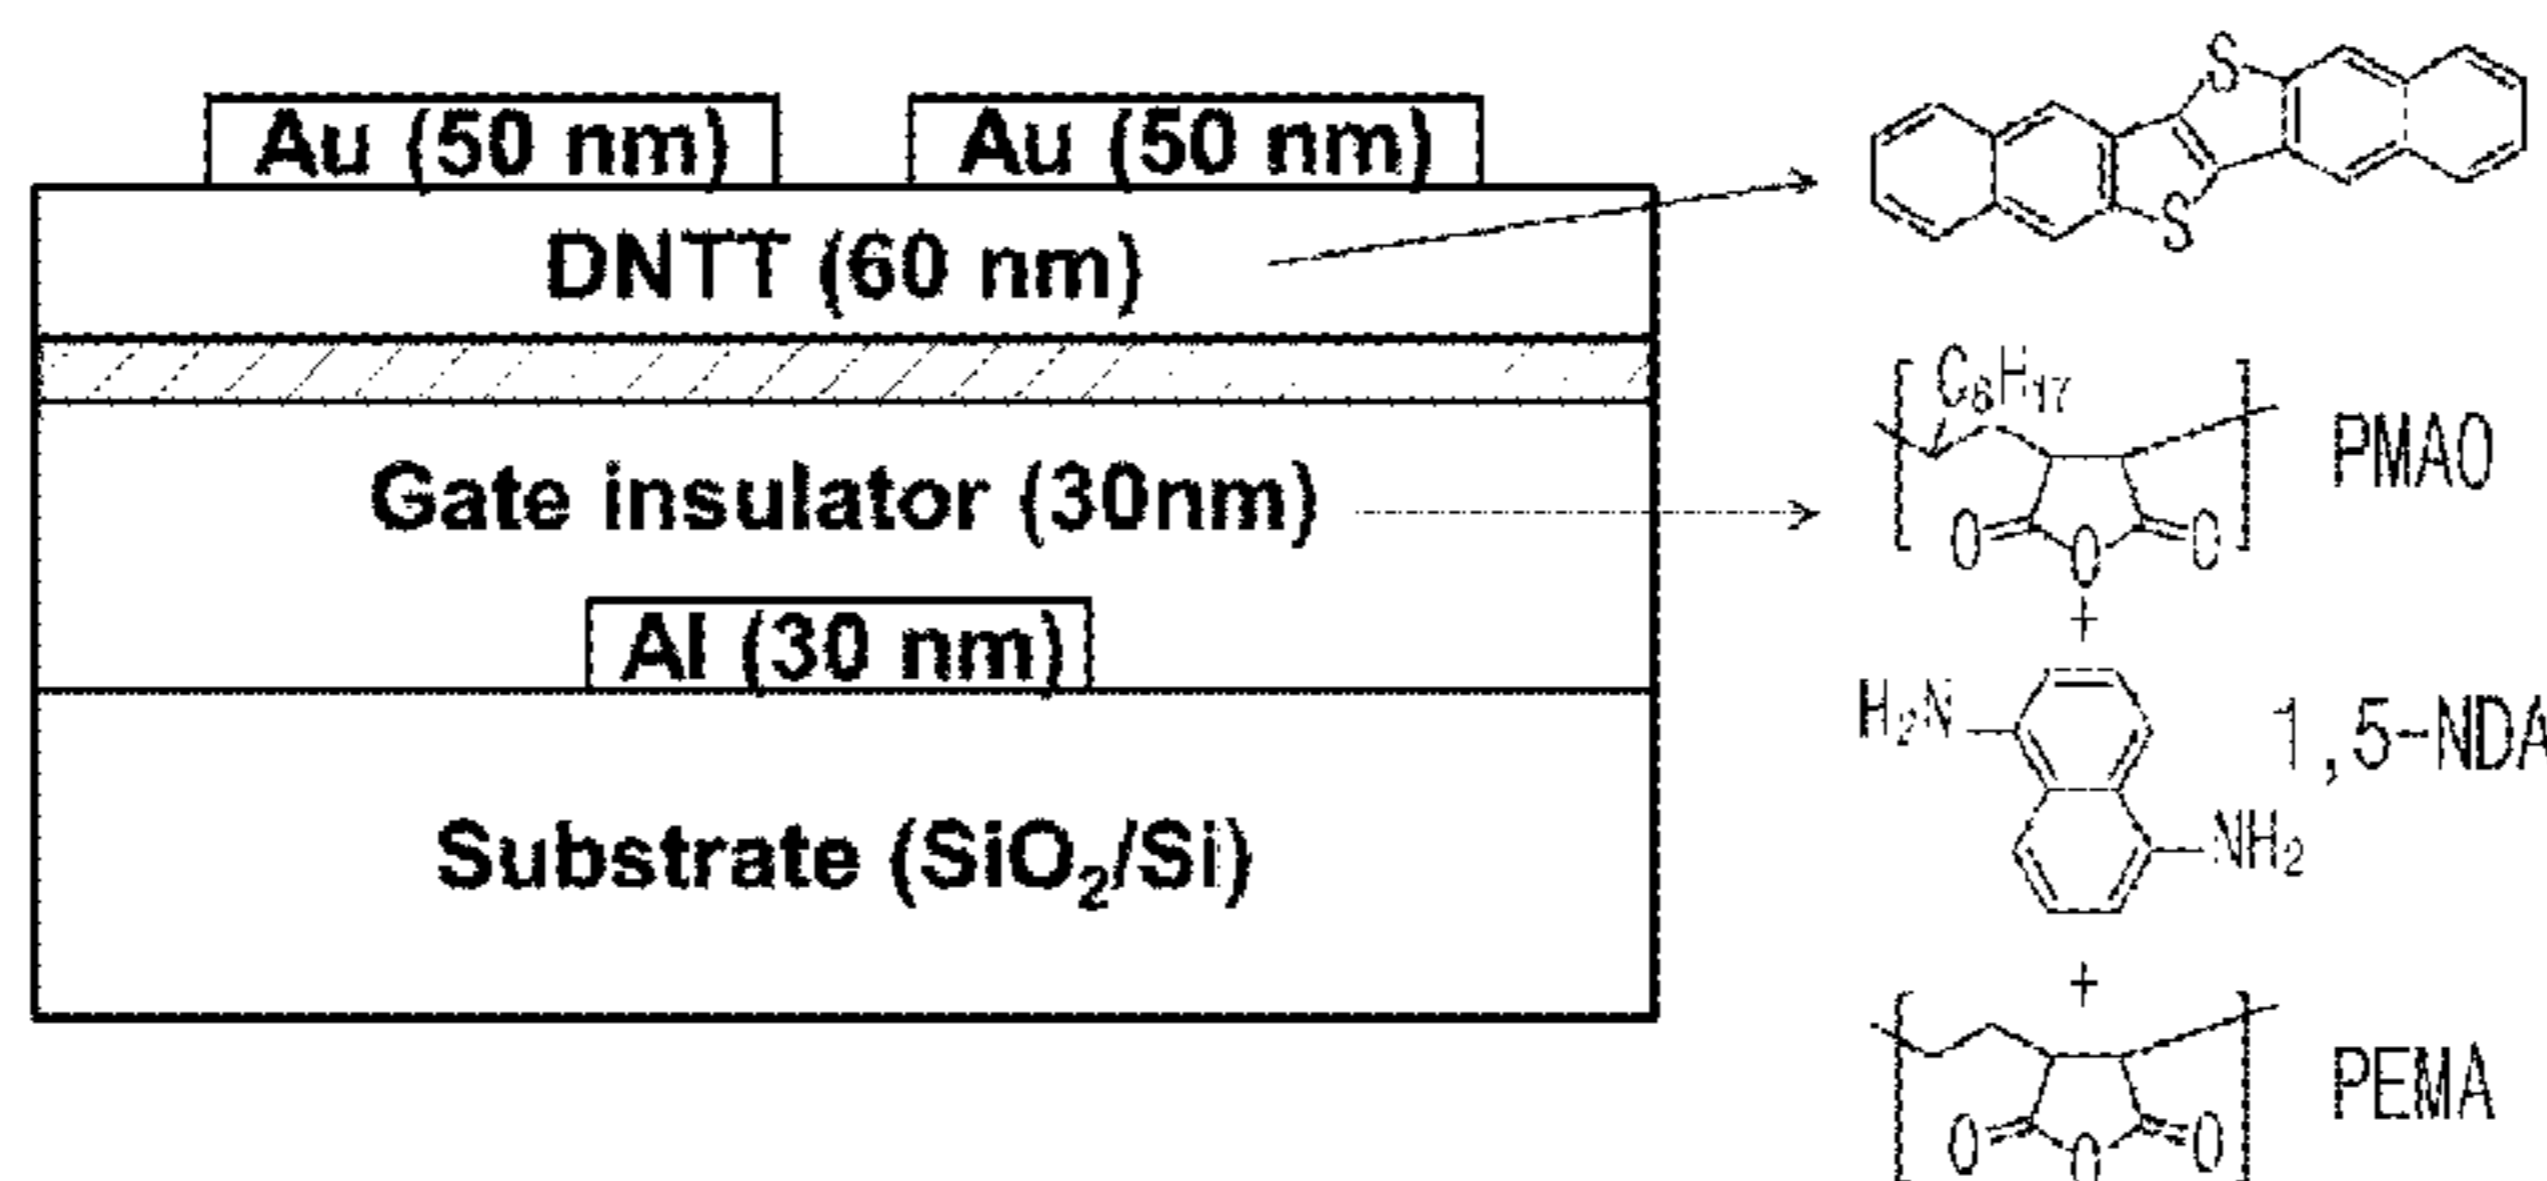 Au (50 nm)
Au (50 nm)
DNTT (60 nm)
Gate insulator (30nm)
Al (30 nm)
Substrate (SiO₂/Si)
S
S
C₈H₁₇
O
O
O
PMAO
+
H₂N
1,5-NDA
NH₂
+
O
O
O
PEMA